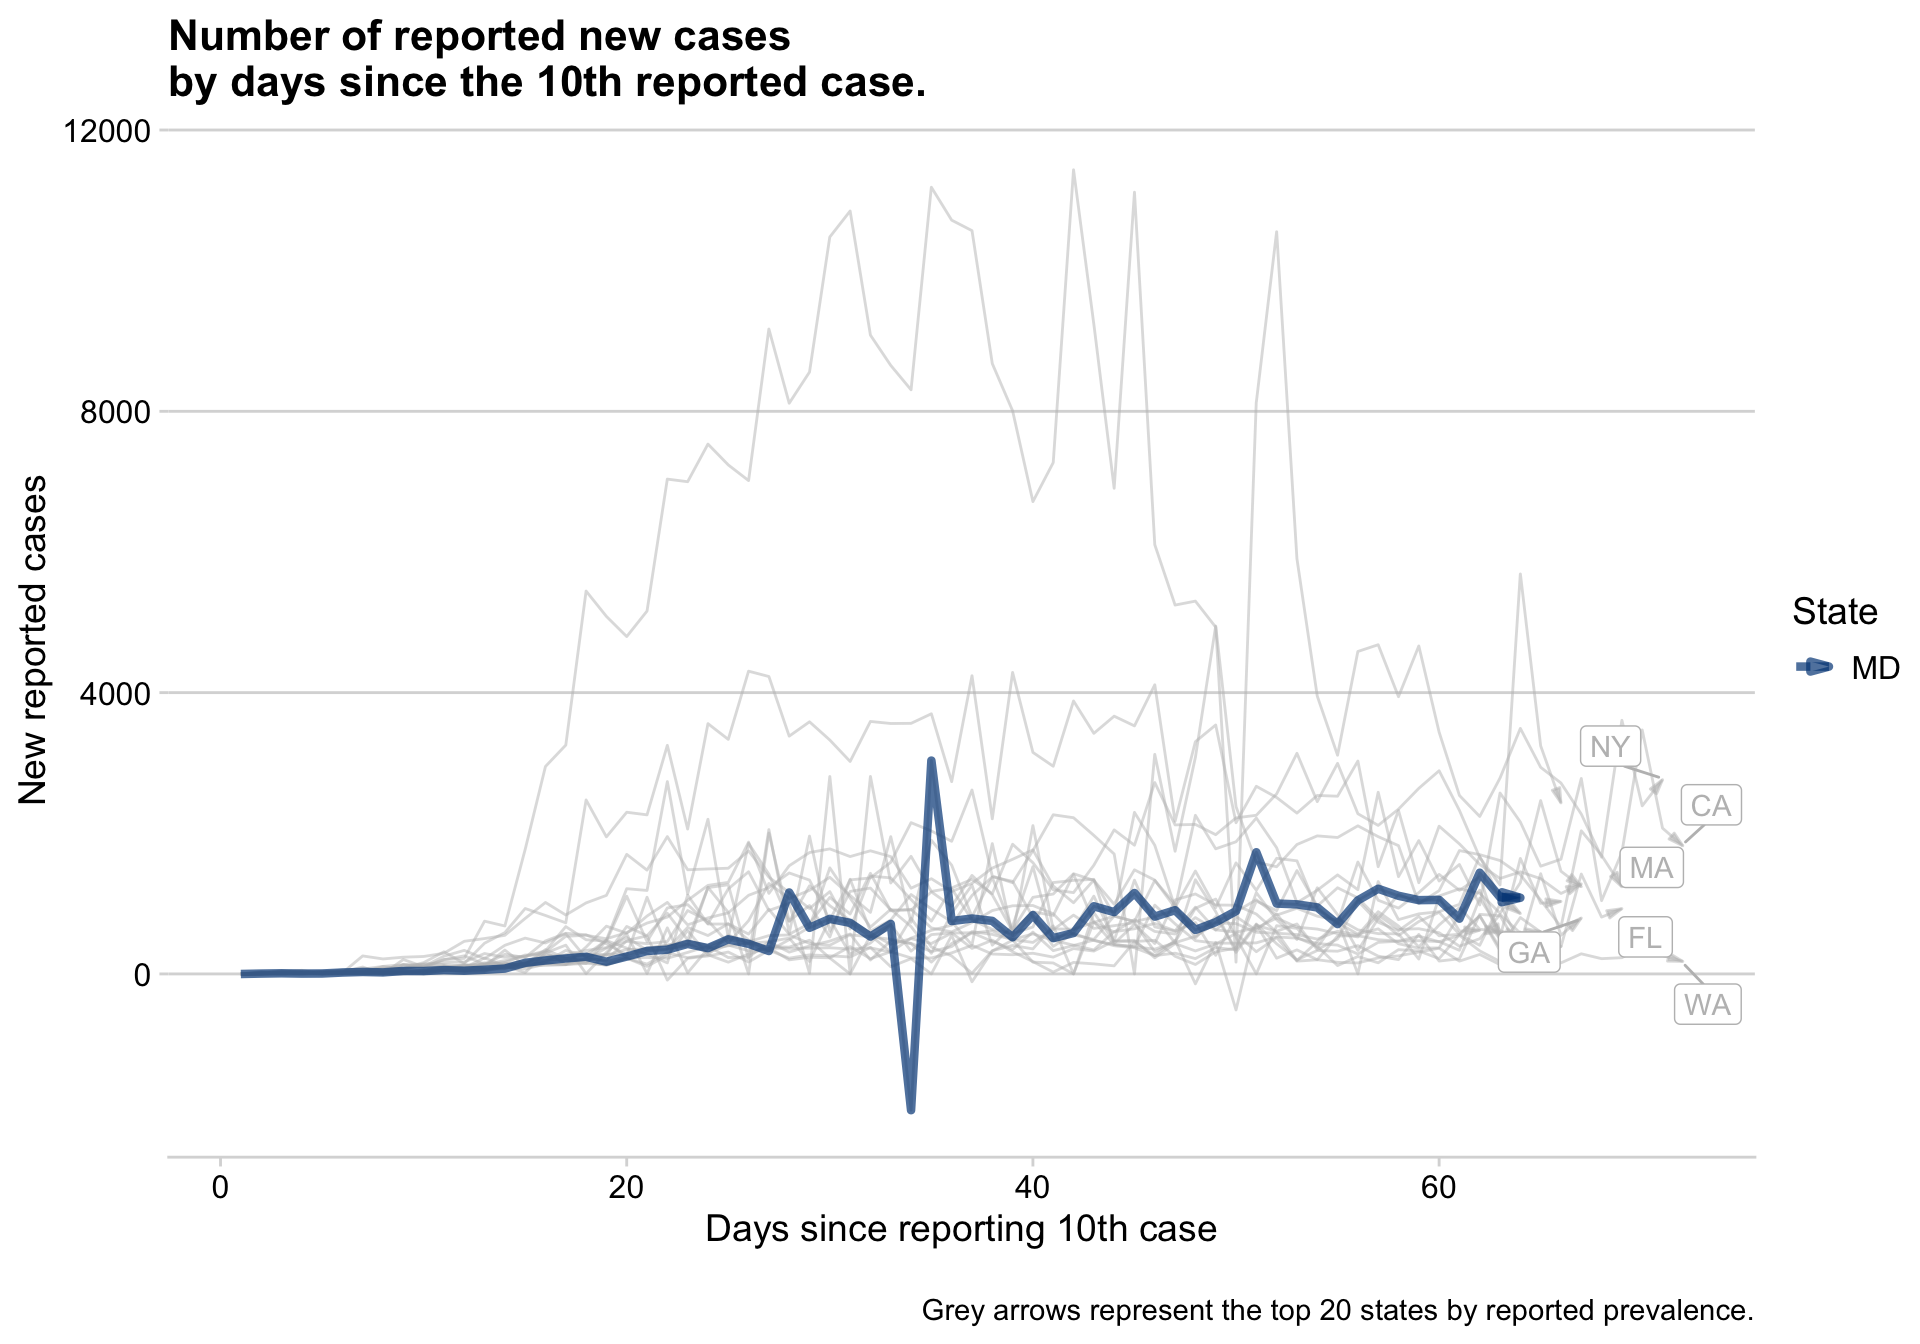 Number of reported new cases
by days since the 10th reported case.
12000
8000
4000
0
New reported cases
State
MD
NY
CA
MA
FL
GA
WA
0 20 40 60
Days since reporting 10th case
Grey arrows represent the top 20 states by reported prevalence.